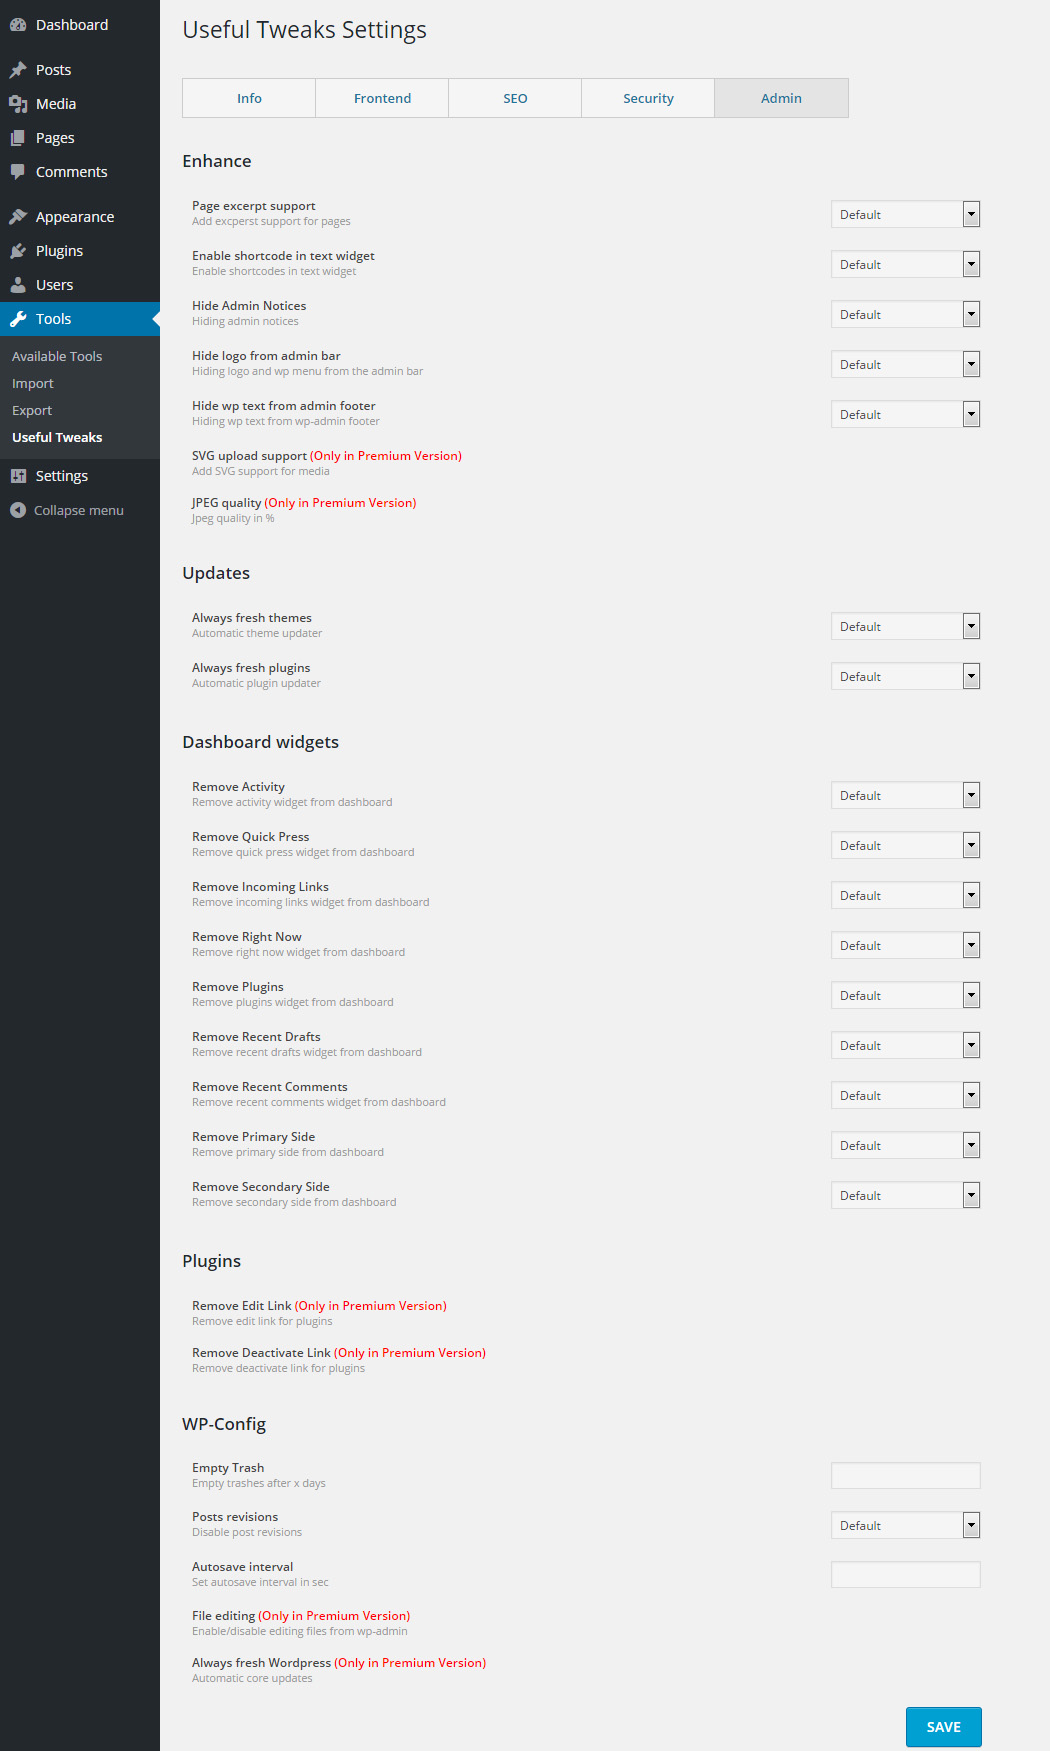 Dashboard
Posts
Media
Pages
Comments
Appearance
Plugins
Users
Tools
Available Tools
Import
Export
Useful Tweaks
Settings
Collapse menu
Useful Tweaks Settings
Info
Frontend
SEO
Security
Admin
Enhance
Page excerpt support
Default
Add excperst support for pages
Enable shortcode in text widget
Default
Enable shortcodes in text widget
Hide Admin Notices
Default
Hiding admin notices
Hide logo from admin bar
Default
Hiding logo and wp menu from the admin bar
Hide wp text from admin footer
Default
Hiding wp text from wp-admin footer
SVG upload support (Only in Premium Version)
Add SVG support for media
JPEG quality (Only in Premium Version)
Jpeg quality in %
Updates
Always fresh themes
Default
Automatic theme updater
Always fresh plugins
Default
Automatic plugin updater
Dashboard widgets
Remove Activity
Default
Remove activity widget from dashboard
Remove Quick Press
Default
Remove quick press widget from dashboard
Remove Incoming Links
Default
Remove incoming links widget from dashboard
Remove Right Now
Default
Remove right now widget from dashboard
Remove Plugins
Default
Remove plugins widget from dashboard
Remove Recent Drafts
Default
Remove recent drafts widget from dashboard
Remove Recent Comments
Default
Remove recent comments widget from dashboard
Remove Primary Side
Default
Remove primary side from dashboard
Remove Secondary Side
Default
Remove secondary side from dashboard
Plugins
Remove Edit Link (Only in Premium Version)
Remove edit link for plugins
Remove Deactivate Link (Only in Premium Version)
Remove deactivate link for plugins
WP-Config
Empty Trash
Empty trashes after x days
Posts revisions
Default
Disable post revisions
Autosave interval
Set autosave interval in sec
File editing (Only in Premium Version)
Enable/disable editing files from wp-admin
Always fresh Wordpress (Only in Premium Version)
Automatic core updates
SAVE